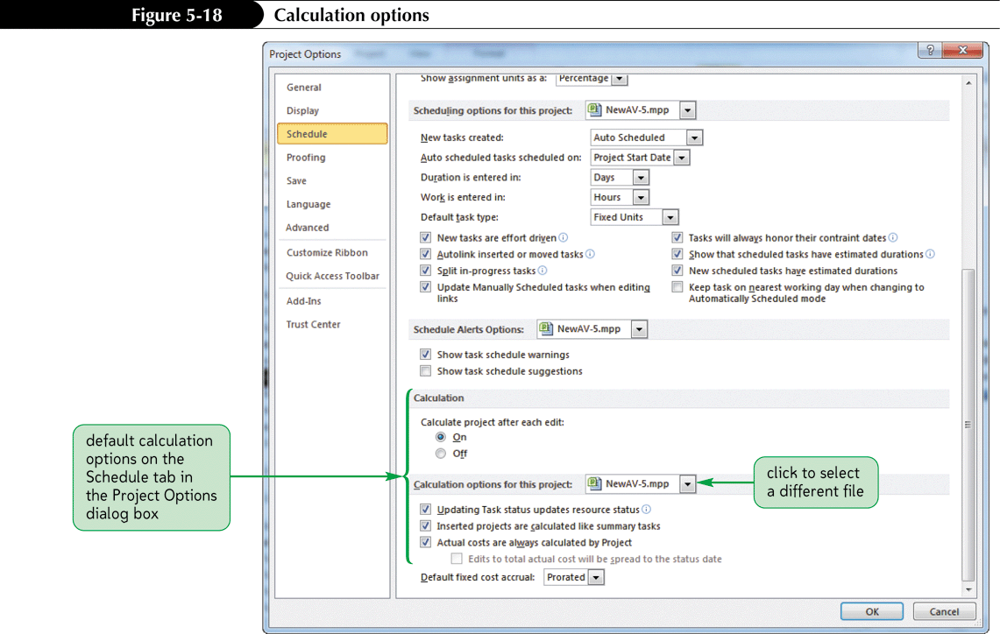 Figure 5-18 Calculation options
Project Options
General
Display
Schedule
Proofing
Save
Language
Advanced
Customize Ribbon
Quick Access Toolbar
Add-Ins
Trust Center
Show assignment units as a: Percentage
Scheduling options for this project: NewAV-5.mpp
New tasks created: Auto Scheduled
Auto scheduled tasks scheduled on: Project Start Date
Duration is entered in: Days
Work is entered in: Hours
Default task type: Fixed Units
New tasks are effort driven
Autolink inserted or moved tasks
Split in-progress tasks
Update Manually Scheduled tasks when editing
links
Tasks will always honor their contraint dates
Show that scheduled tasks have estimated durations
New scheduled tasks have estimated durations
Keep task on nearest working day when changing to
Automatically Scheduled mode
Schedule Alerts Options: NewAV-5.mpp
Show task schedule warnings
Show task schedule suggestions
Calculation
Calculate project after each edit:
On
Off
Calculation options for this project: NewAV-5.mpp
Updating Task status updates resource status
Inserted projects are calculated like summary tasks
Actual costs are always calculated by Project
Edits to total actual cost will be spread to the status date
Default fixed cost accrual: Prorated
OK Cancel
default calculation
options on the
Schedule tab in
the Project Options
dialog box
click to select
a different file